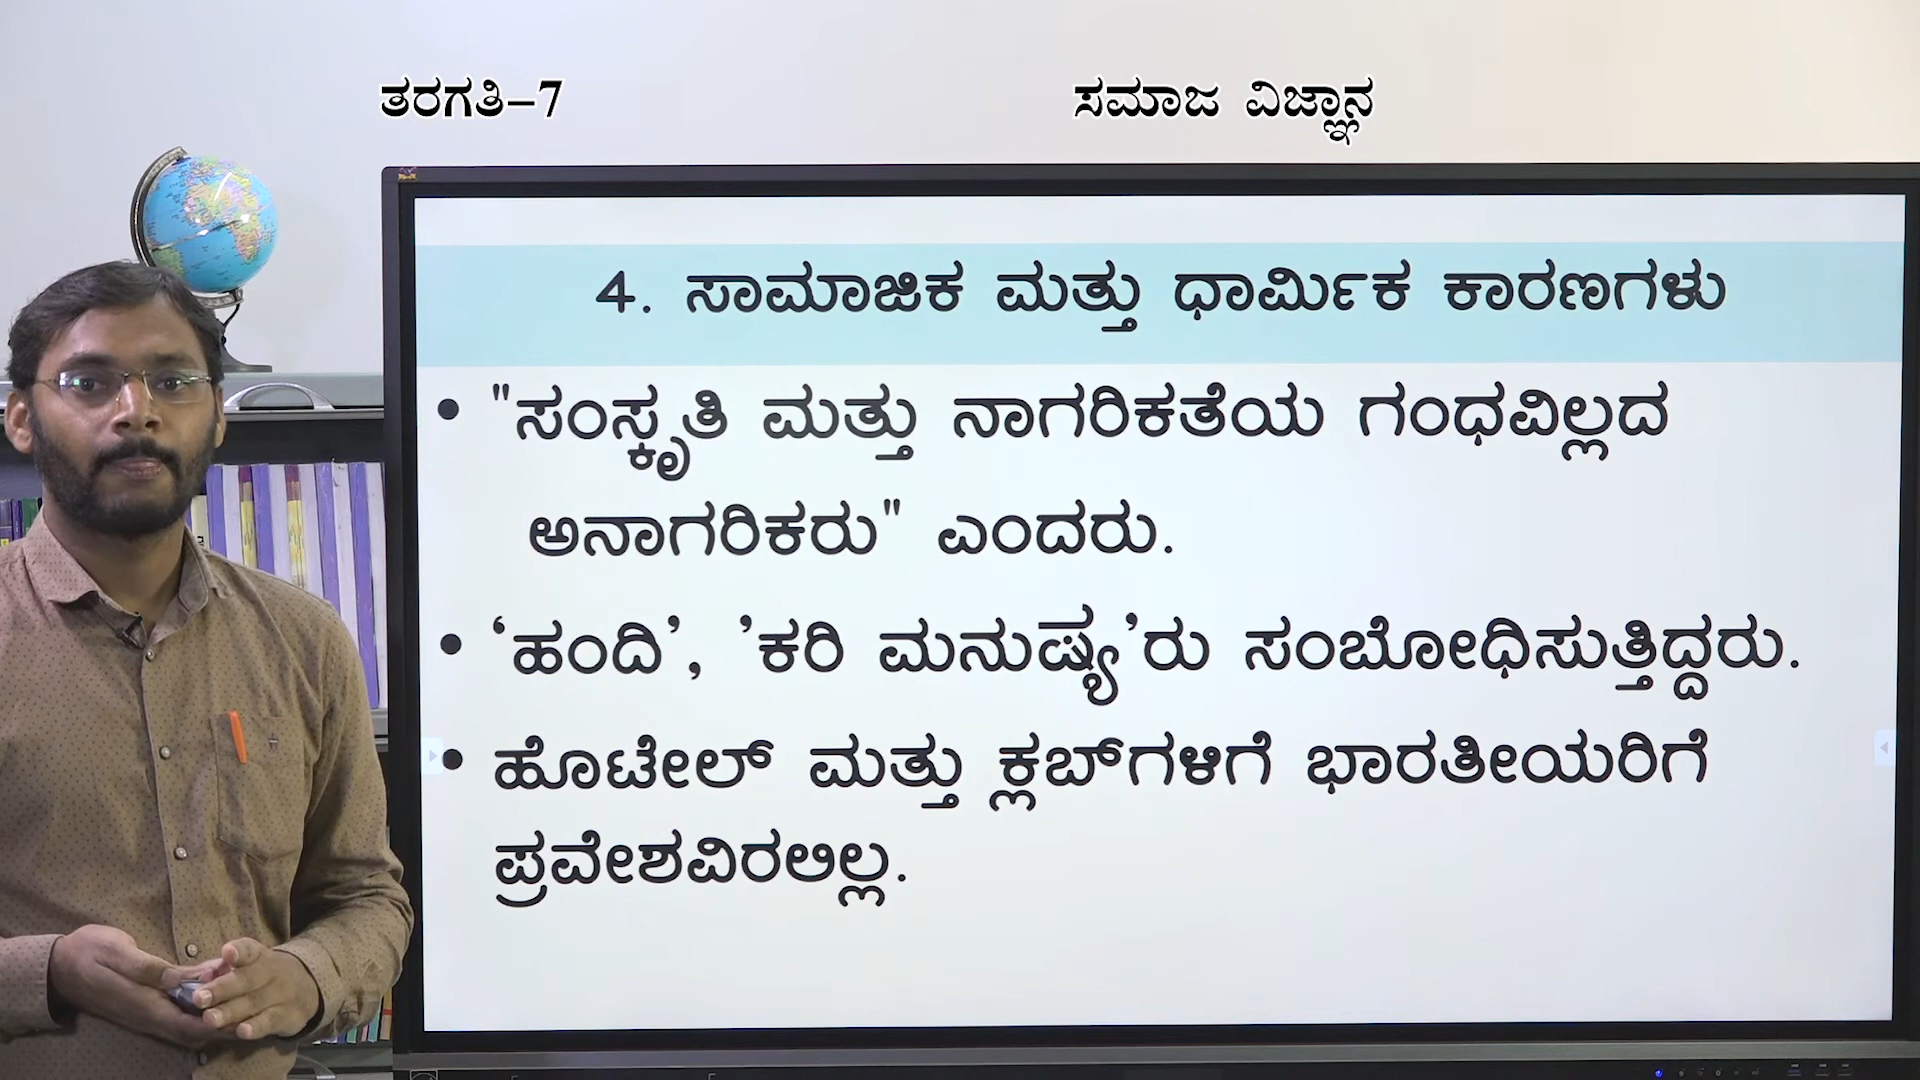 ತರಗತಿ–7
ಸಮಾಜ ವಿಜ್ಞಾನ
4. ಸಾಮಾಜಿಕ ಮತ್ತು ಧಾರ್ಮಿಕ ಕಾರಣಗಳು
• "ಸಂಸ್ಕೃತಿ ಮತ್ತು ನಾಗರಿಕತೆಯ ಗಂಧವಿಲ್ಲದ
ಅನಾಗರಿಕರು" ಎಂದರು.
• ‘ಹಂದಿ’, ’ಕರಿ ಮನುಷ್ಯ’ರು ಸಂಬೋಧಿಸುತ್ತಿದ್ದರು.
• ಹೊಟೇಲ್ ಮತ್ತು ಕ್ಲಬ್‌ಗಳಿಗೆ ಭಾರತೀಯರಿಗೆ
ಪ್ರವೇಶವಿರಲಿಲ್ಲ.